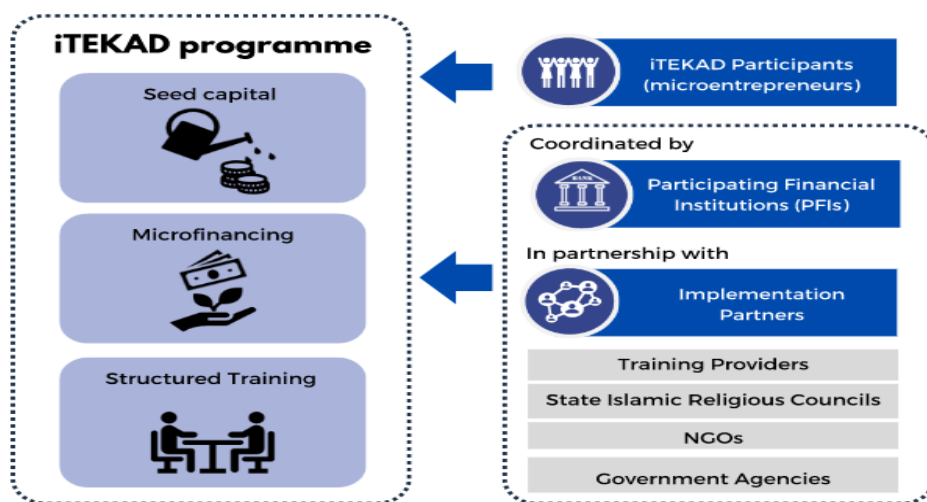 iTEKAD programme
Seed capital
Microfinancing
Structured Training
iTEKAD Participants
(microentrepreneurs)
Coordinated by
BANK
Participating Financial
Institutions (PFIs)
In partnership with
Implementation
Partners
Training Providers
State Islamic Religious Councils
NGOs
Government Agencies